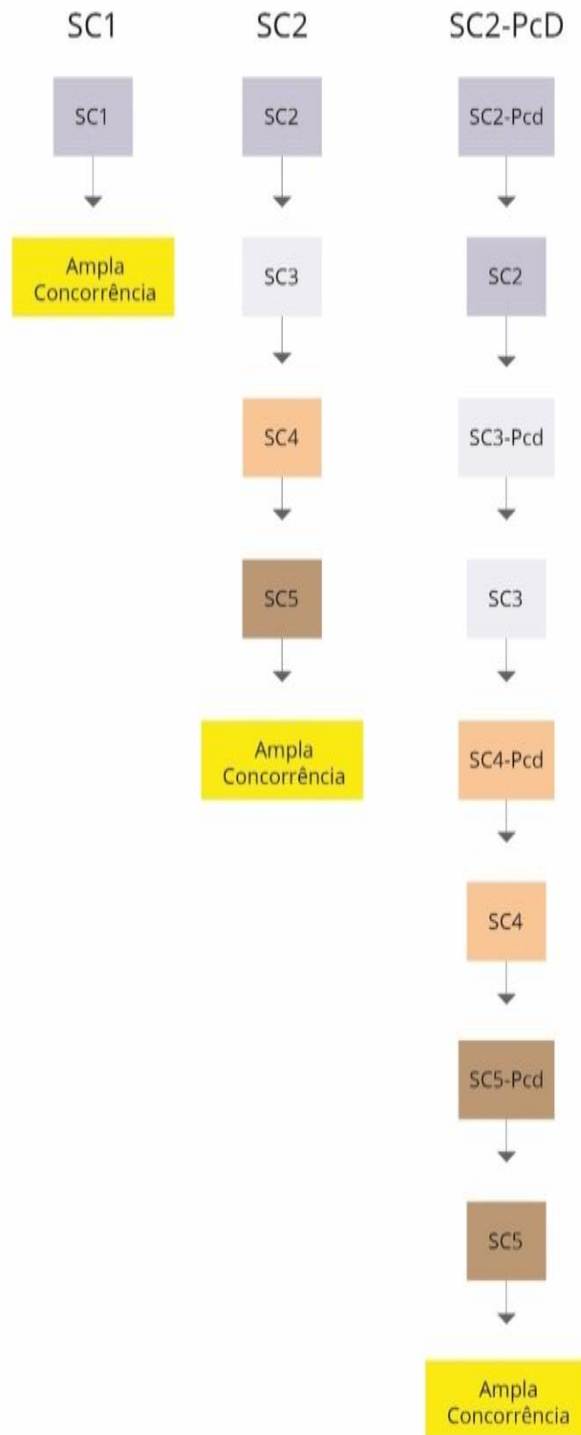 SC1
SC1
Ampla
Concorrência
SC2
SC2
SC3
SC4
SC5
Ampla
Concorrência
SC2-PcD
SC2-Pcd
SC2
SC3-Pcd
SC3
SC4-Pcd
SC4
SC5-Pcd
SC5
Ampla
Concorrência